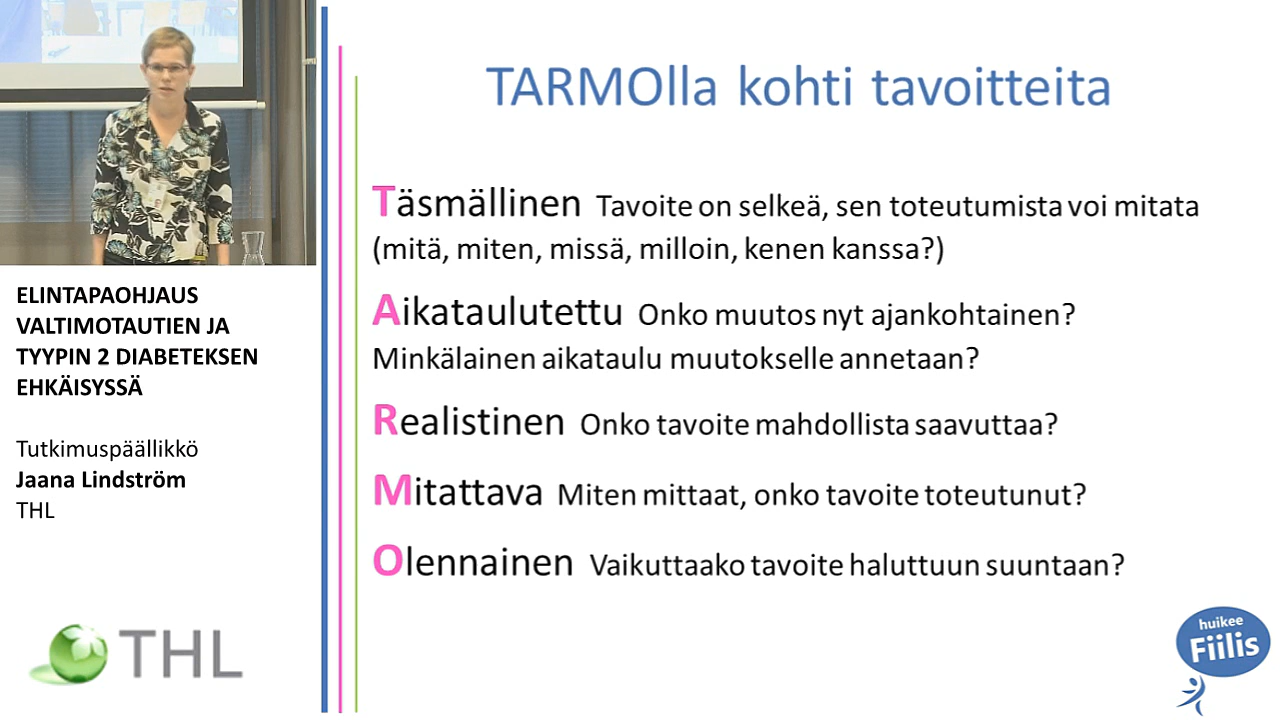 ELINTAPAOHJAUS
VALTIMOTAUTIEN JA
TYYPIN 2 DIABETEKSEN
EHKÄISYSSÄ
Tutkimuspäällikkö
Jaana Lindström
THL
THL
TARMOlla kohti tavoitteita
Täsmällinen Tavoite on selkeä, sen toteutumista voi mitata
(mitä, miten, missä, milloin, kenen kanssa?)
Aikataulutettu Onko muutos nyt ajankohtainen?
Minkälainen aikataulu muutokselle annetaan?
Realistinen Onko tavoite mahdollista saavuttaa?
Mitattava Miten mittaat, onko tavoite toteutunut?
Olennainen Vaikuttaako tavoite haluttuun suuntaan?
huikee
Fiilis